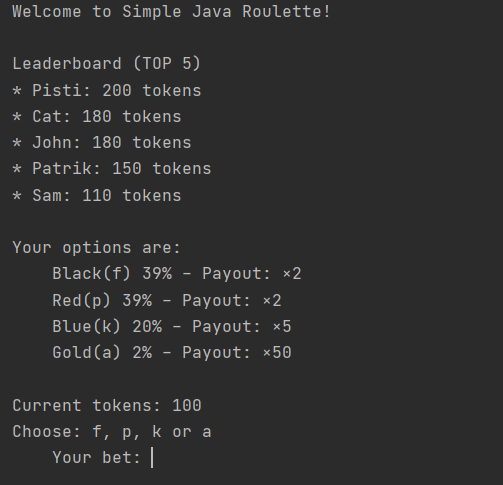 Welcome to Simple Java Roulette!
Leaderboard (TOP 5)
* Pisti: 200 tokens
* Cat: 180 tokens
* John: 180 tokens
* Patrik: 150 tokens
* Sam: 110 tokens
Your options are:
Black(f) 39% – Payout: ×2
Red(p) 39% – Payout: ×2
Blue(k) 20% – Payout: ×5
Gold(a) 2% – Payout: ×50
Current tokens: 100
Choose: f, p, k or a
Your bet: